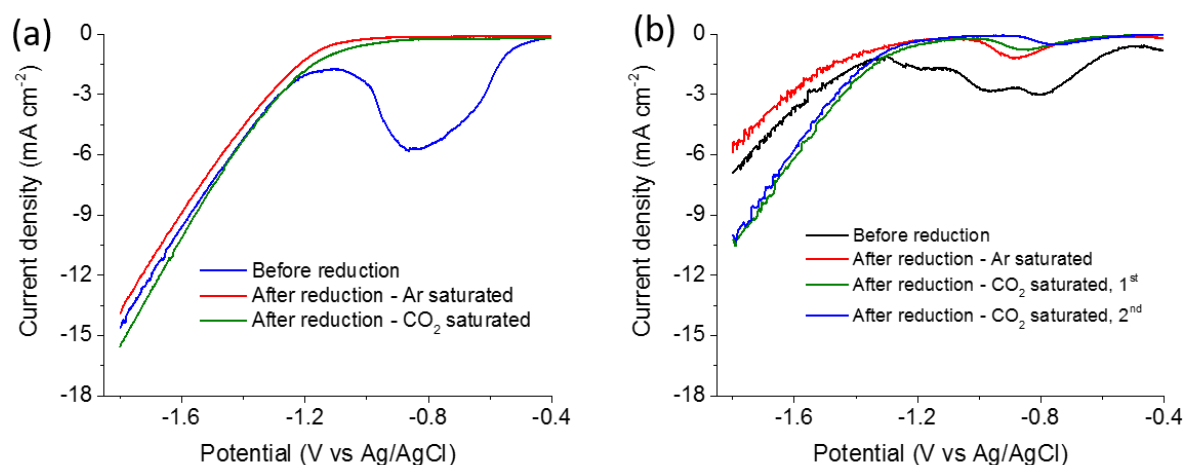 (a)
0
-3
-6
-9
-12
-15
-18
Current density (mA cm⁻²)
Before reduction
After reduction - Ar saturated
After reduction - CO₂ saturated
-1.6
-1.2
-0.8
-0.4
Potential (V vs Ag/AgCl)
(b)
0
-3
-6
-9
-12
-15
-18
Current density (mA cm⁻²)
Before reduction
After reduction - Ar saturated
After reduction - CO₂ saturated, 1ˢᵗ
After reduction - CO₂ saturated, 2ⁿᵈ
-1.6
-1.2
-0.8
-0.4
Potential (V vs Ag/AgCl)